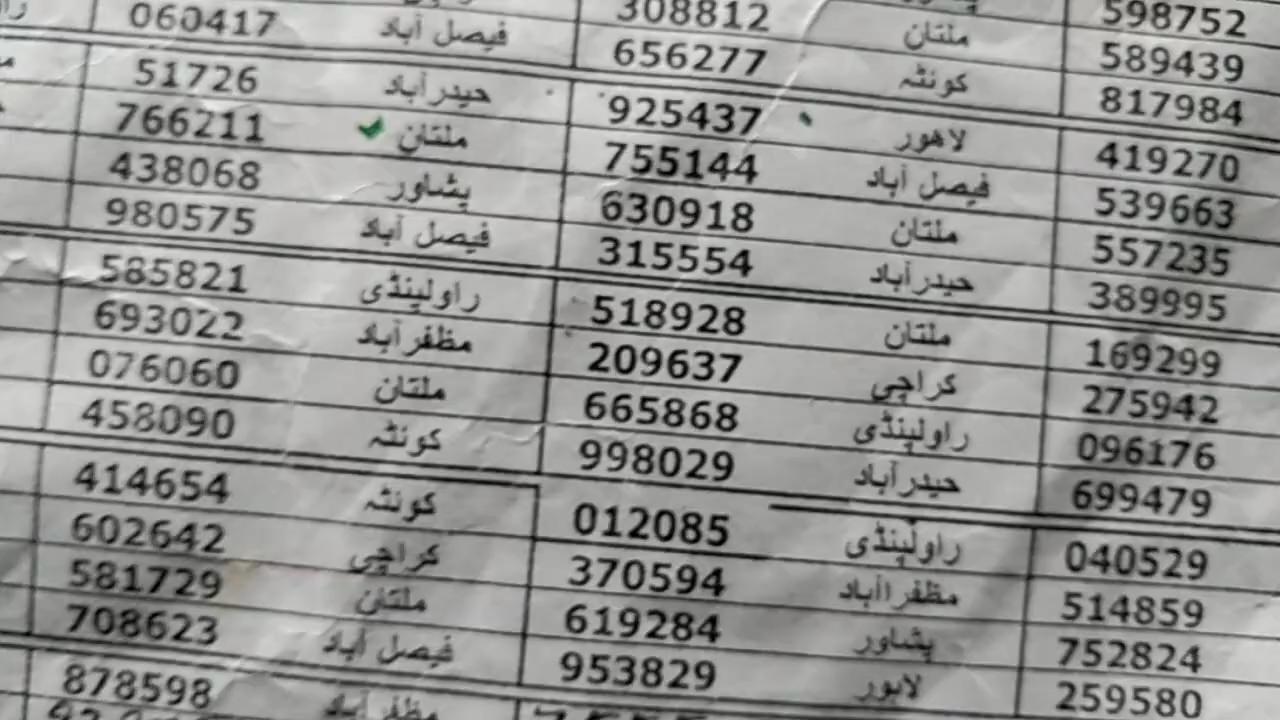 308812 598752
060417 فیصل آباد 656277 ملتان 589439
51726 حیدرآباد 925437 کوئٹہ 817984
766211 ملتان 755144 لاھور 419270
438068 پشاور 630918 فیصل آباد 539663
980575 فیصل آباد 315554 ملتان 557235
585821 راولپنڈی 518928 حیدرآباد 389995
693022 مظفرآباد 209637 ملتان 169299
076060 ملتان 665868 کراچی 275942
458090 کوئٹہ 998029 راولپنڈی 096176
414654 کوئٹہ 012085 حیدرآباد 699479
602642 کراچی 370594 راولپنڈی 040529
581729 ملتان 619284 مظفراآباد 514859
708623 فیصل آباد 953829 پشاور 752824
878598 مظفرآباد لاہور 259580